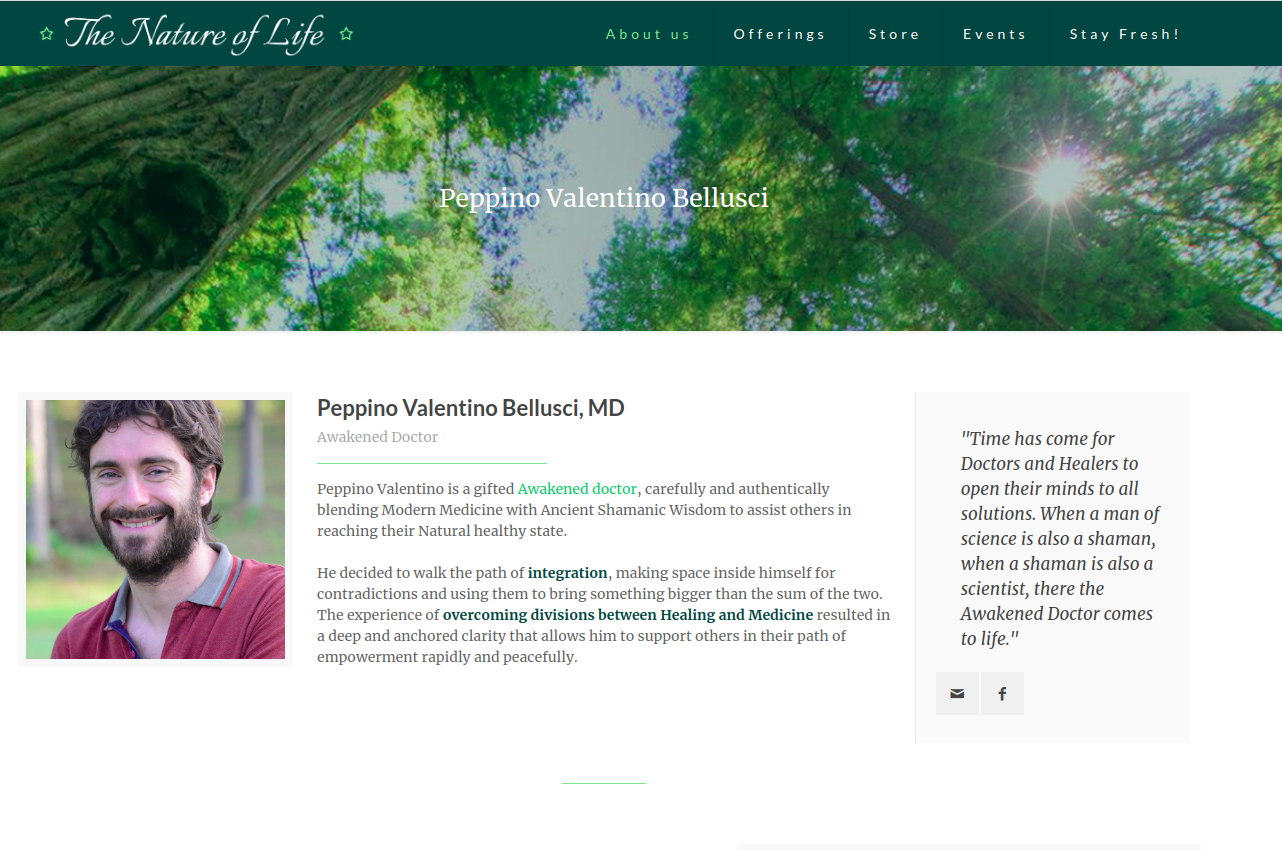 The Nature of Life
About us
Offerings
Store
Events
Stay Fresh!
Peppino Valentino Bellusci
Peppino Valentino Bellusci, MD
Awakened Doctor
Peppino Valentino is a gifted Awakened doctor, carefully and authentically
blending Modern Medicine with Ancient Shamanic Wisdom to assist others in
reaching their Natural healthy state.
He decided to walk the path of integration, making space inside himself for
contradictions and using them to bring something bigger than the sum of the two.
The experience of overcoming divisions between Healing and Medicine resulted in
a deep and anchored clarity that allows him to support others in their path of
empowerment rapidly and peacefully.
"Time has come for
Doctors and Healers to
open their minds to all
solutions. When a man of
science is also a shaman,
when a shaman is also a
scientist, there the
Awakened Doctor comes
to life."